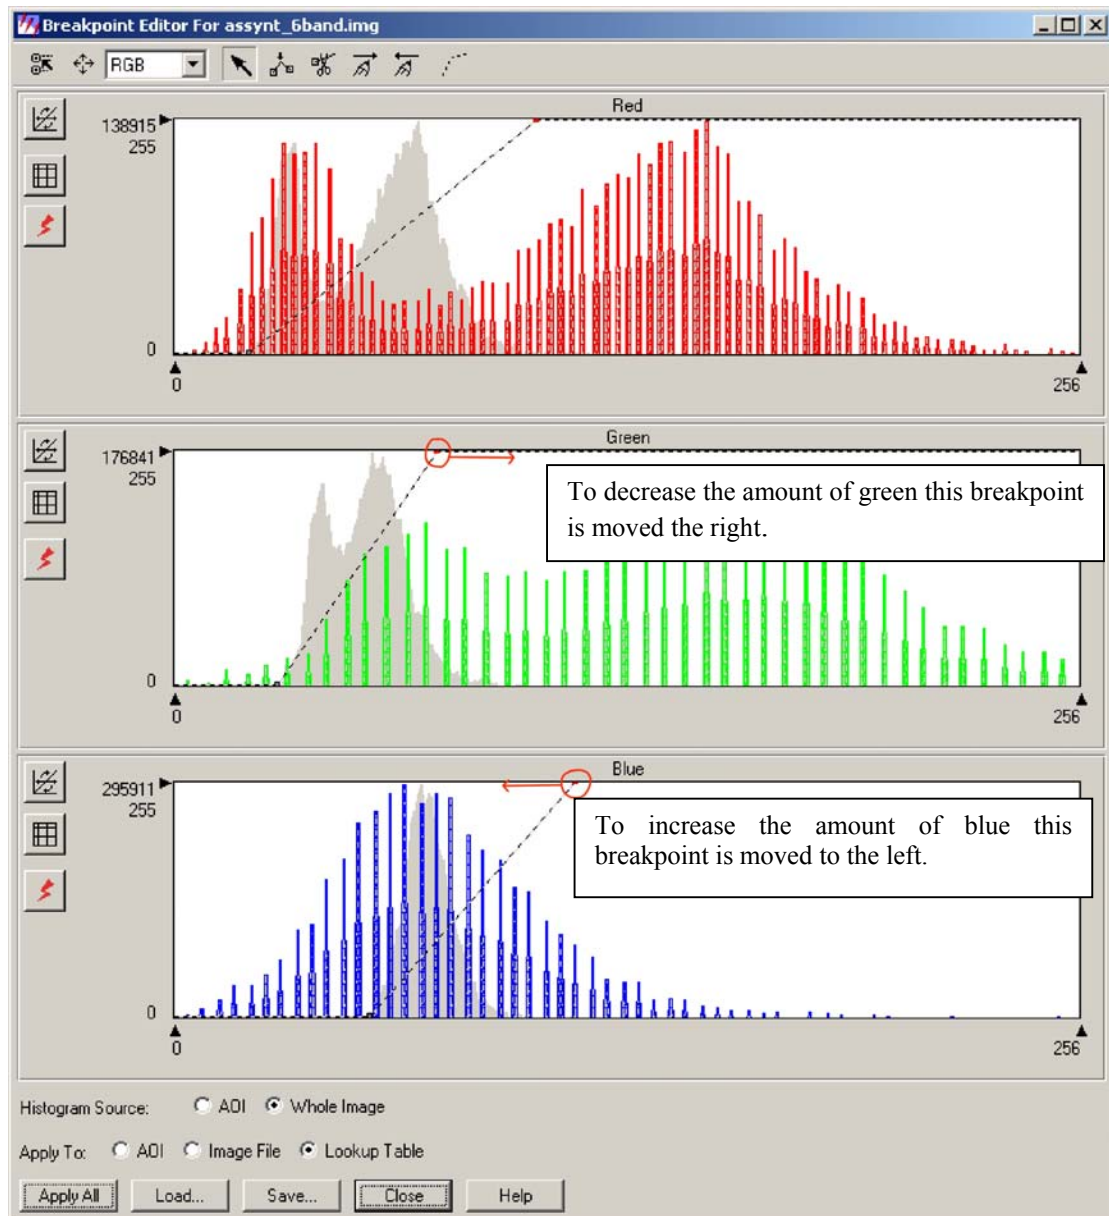 Breakpoint Editor For assynt_6band.img
RGB
Red
138915
255
0
0
256
Green
176841
255
To decrease the amount of green this breakpoint
is moved the right.
0
0
256
Blue
295911
255
To increase the amount of blue this
breakpoint is moved to the left.
0
0
256
Histogram Source: AOI Whole Image
Apply To: AOI Image File Lookup Table
Apply All Load... Save... Close Help